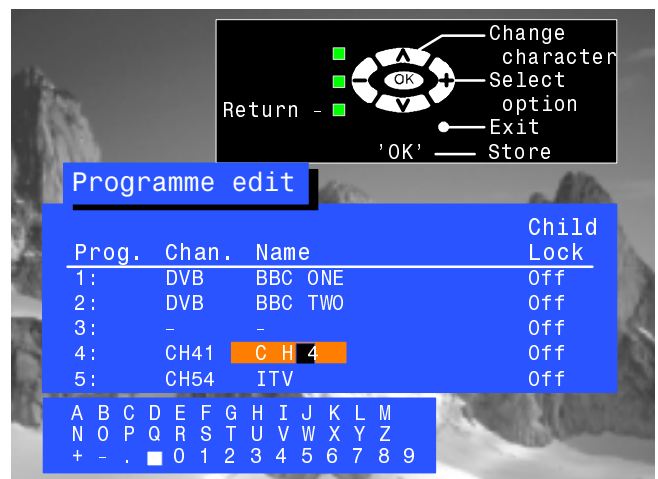 Change
character
OK
Select
option
Return -
Exit
'OK' — Store
Programme edit
Child
Prog. Chan. Name Lock
1: DVB BBC ONE Off
2: DVB BBC TWO Off
3: - - Off
4: CH41 C H 4 Off
5: CH54 ITV Off
A B C D E F G H I J K L M
N O P Q R S T U V W X Y Z
+ - . ■ 0 1 2 3 4 5 6 7 8 9